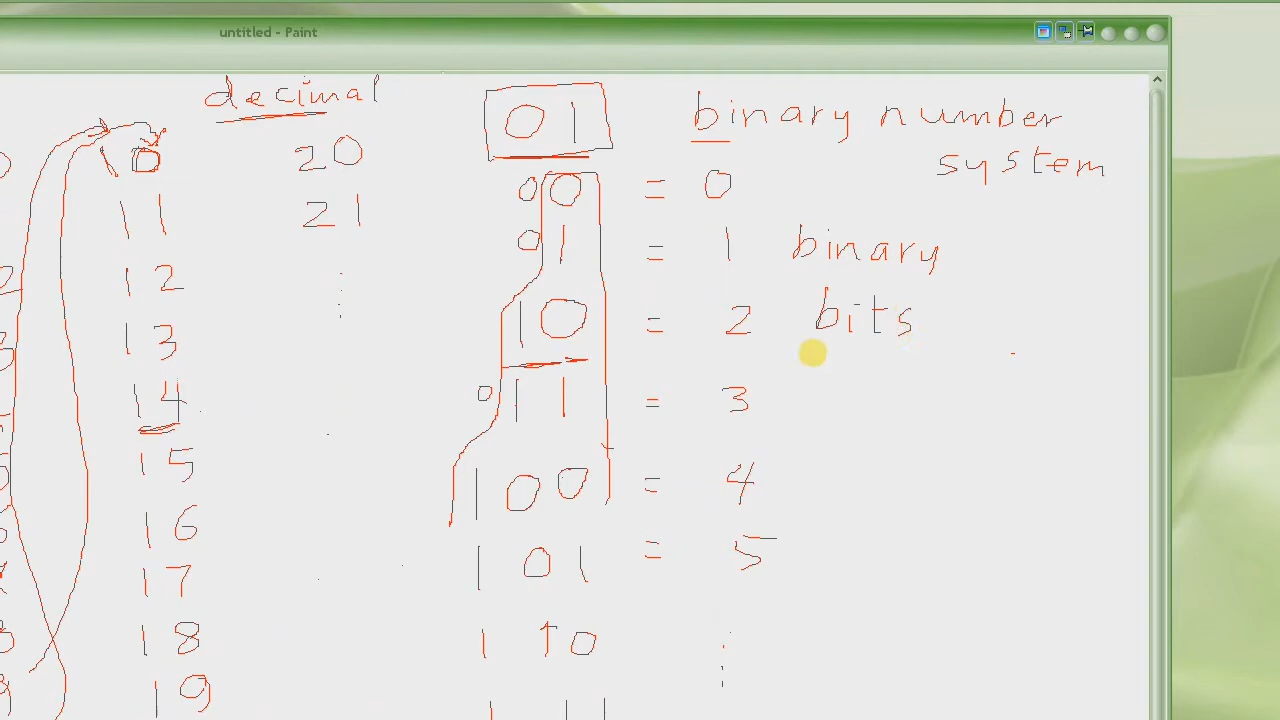 untitled - Paint
decimal
01
binary number
system
10 20 00 = 0
11 21 01 = 1 binary
12 10 = 2 bits
13 011 = 3
14 100 = 4
15 101 = 5
16
17
18 110
19 111